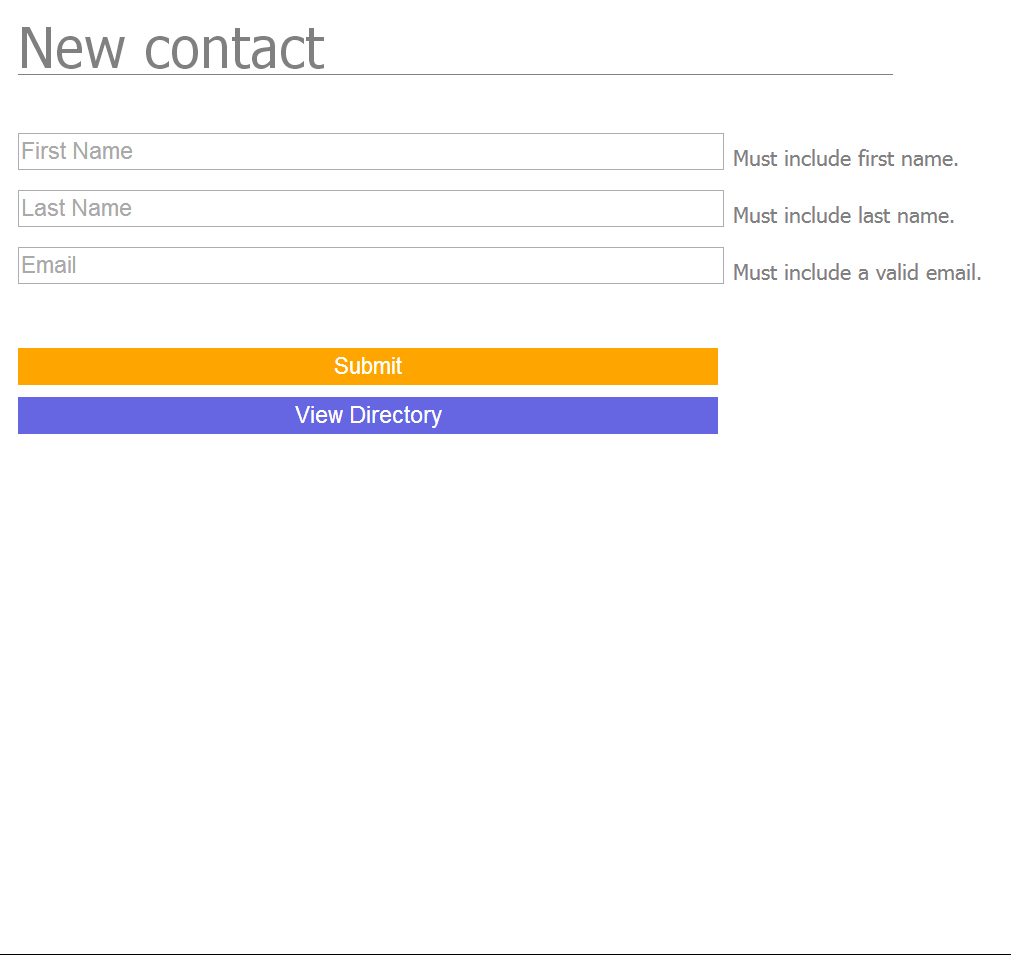 New contact
First Name Must include first name.
Last Name Must include last name.
Email Must include a valid email.
Submit
View Directory